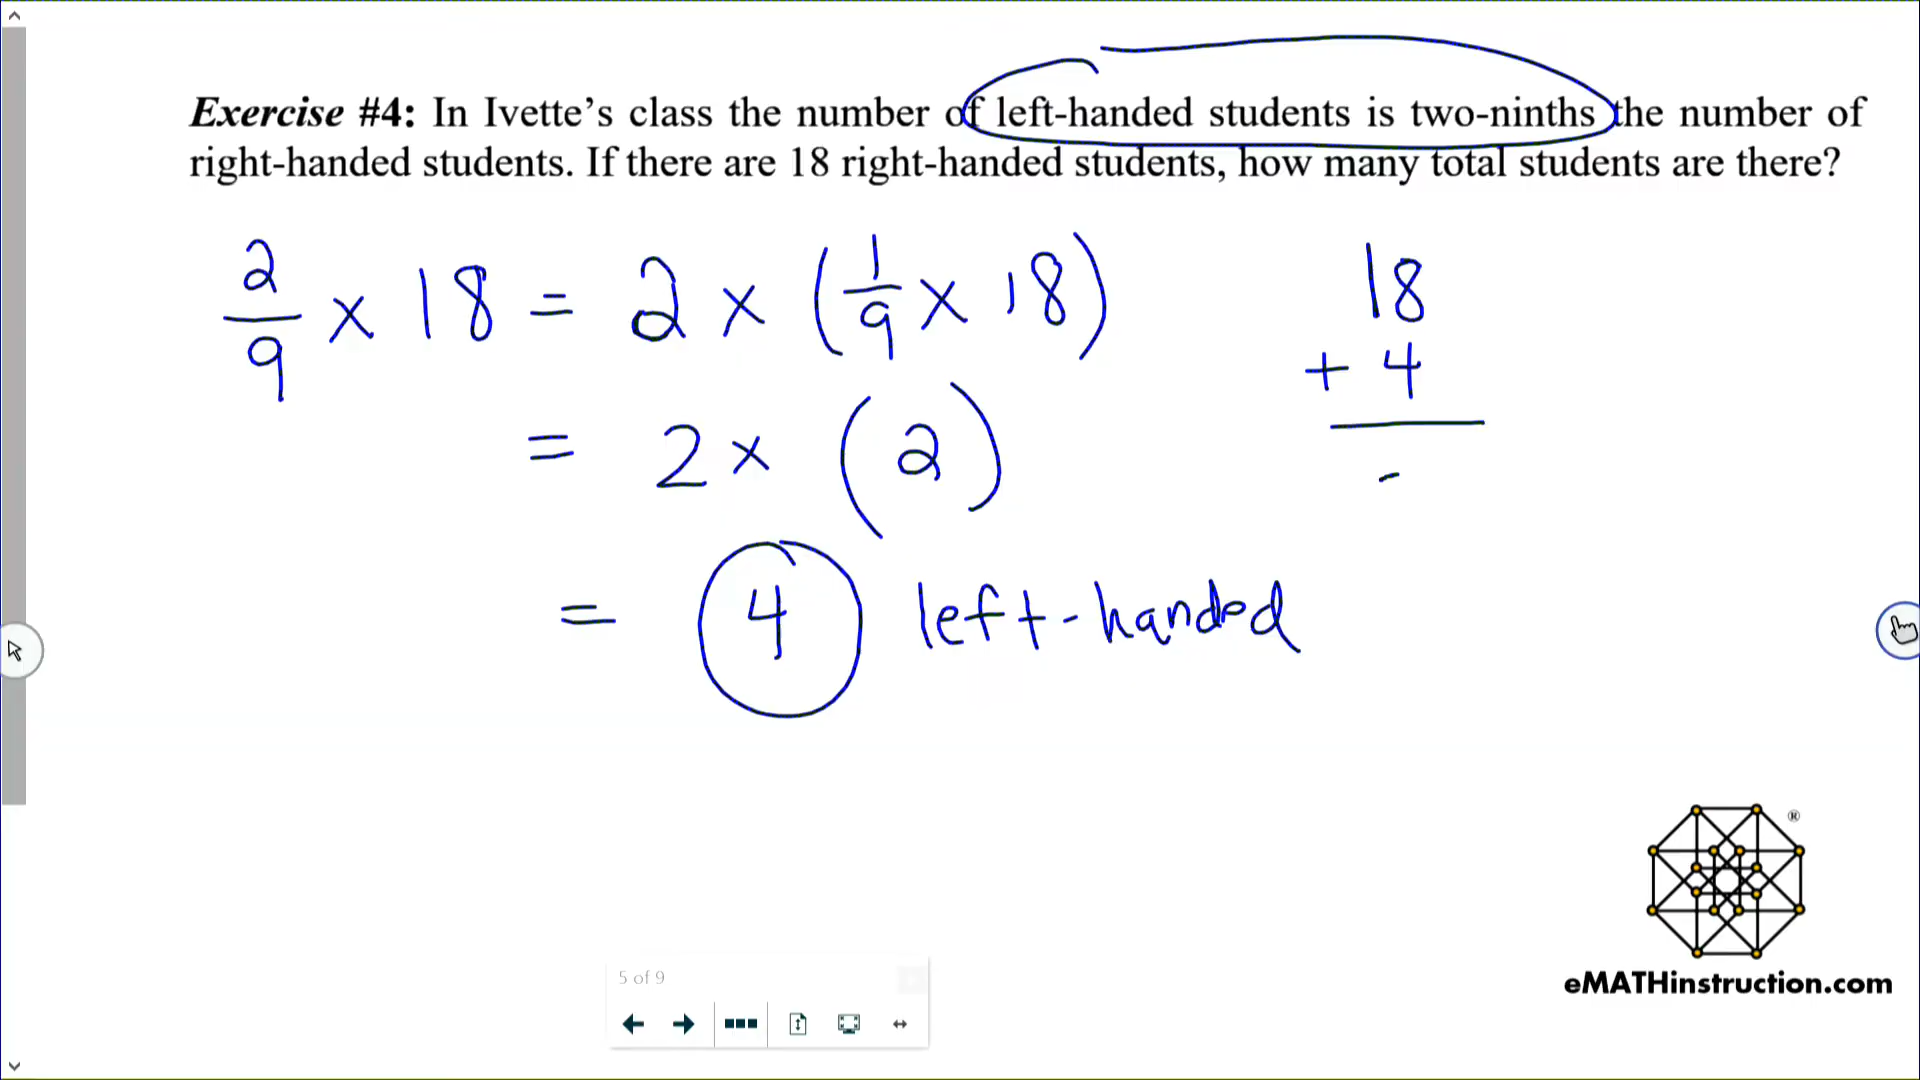 Exercise #4: In Ivette’s class the number of left-handed students is two-ninths the number of
right-handed students. If there are 18 right-handed students, how many total students are there?
2/9 × 18 = 2 × (1/9 × 18)
= 2 × (2)
= 4 left-handed
18
+ 4
®
eMATHinstruction.com
5 of 9